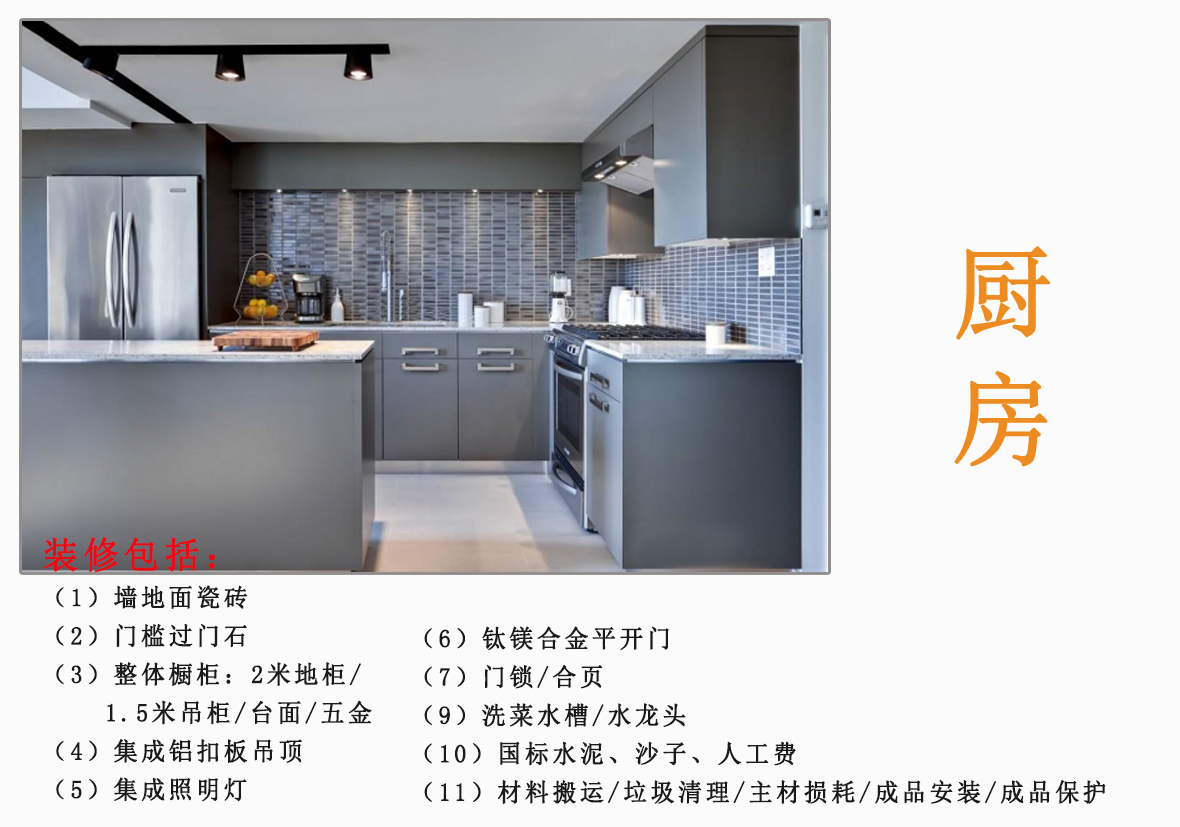 厨
房
装修包括：
（1）墙地面瓷砖
（2）门槛过门石
（3）整体橱柜：2米地柜/
1.5米吊柜/台面/五金
（4）集成铝扣板吊顶
（5）集成照明灯
（6）钛镁合金平开门
（7）门锁/合页
（9）洗菜水槽/水龙头
（10）国标水泥、沙子、人工费
（11）材料搬运/垃圾清理/主材损耗/成品安装/成品保护